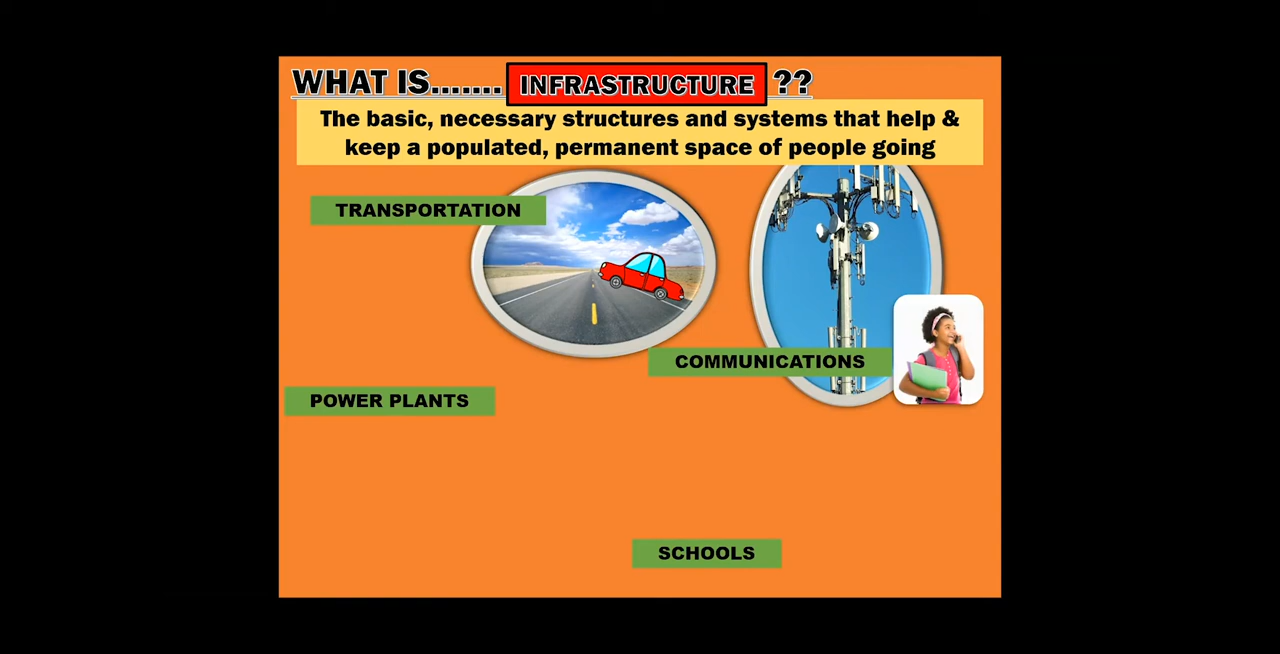 WHAT IS....... INFRASTRUCTURE ??
The basic, necessary structures and systems that help &
keep a populated, permanent space of people going
TRANSPORTATION
COMMUNICATIONS
POWER PLANTS
SCHOOLS